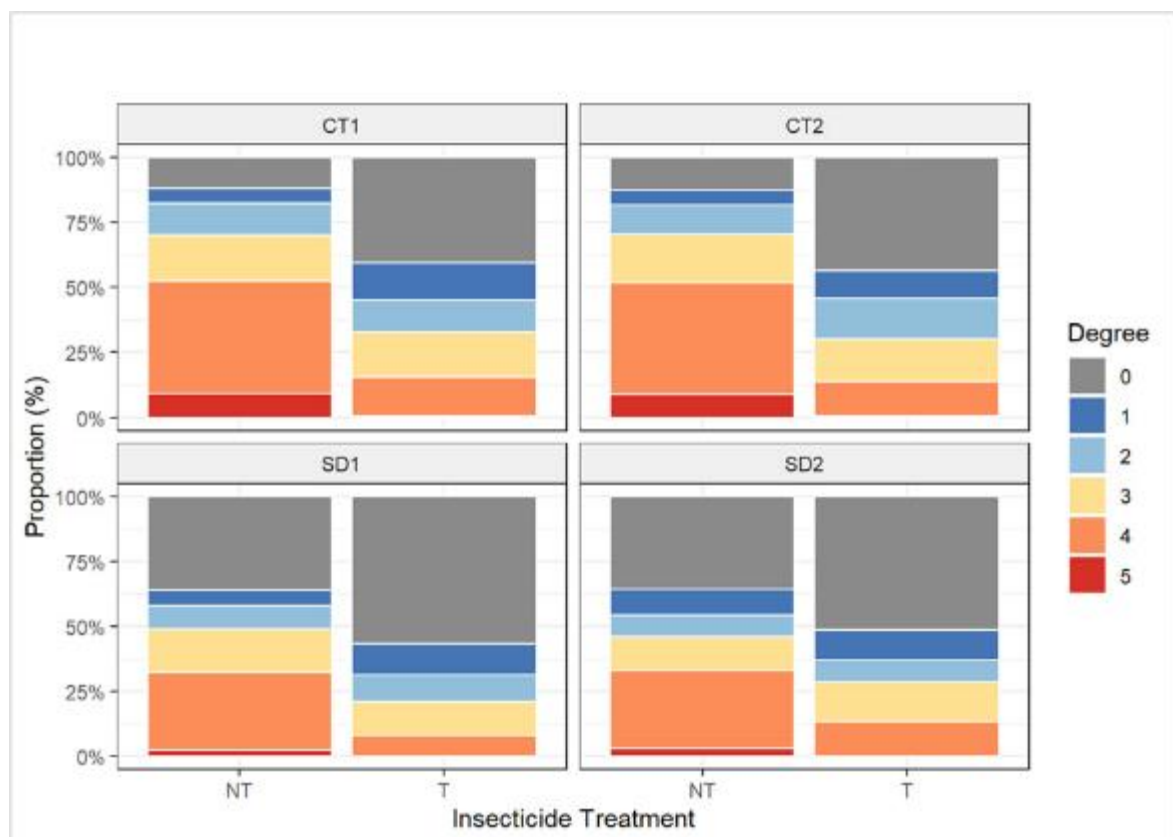 CT1
CT2
100%
75%
50%
25%
0%
SD1
SD2
100%
75%
50%
25%
0%
NT
T
NT
T
Proportion (%)
Insecticide Treatment
Degree
0
1
2
3
4
5